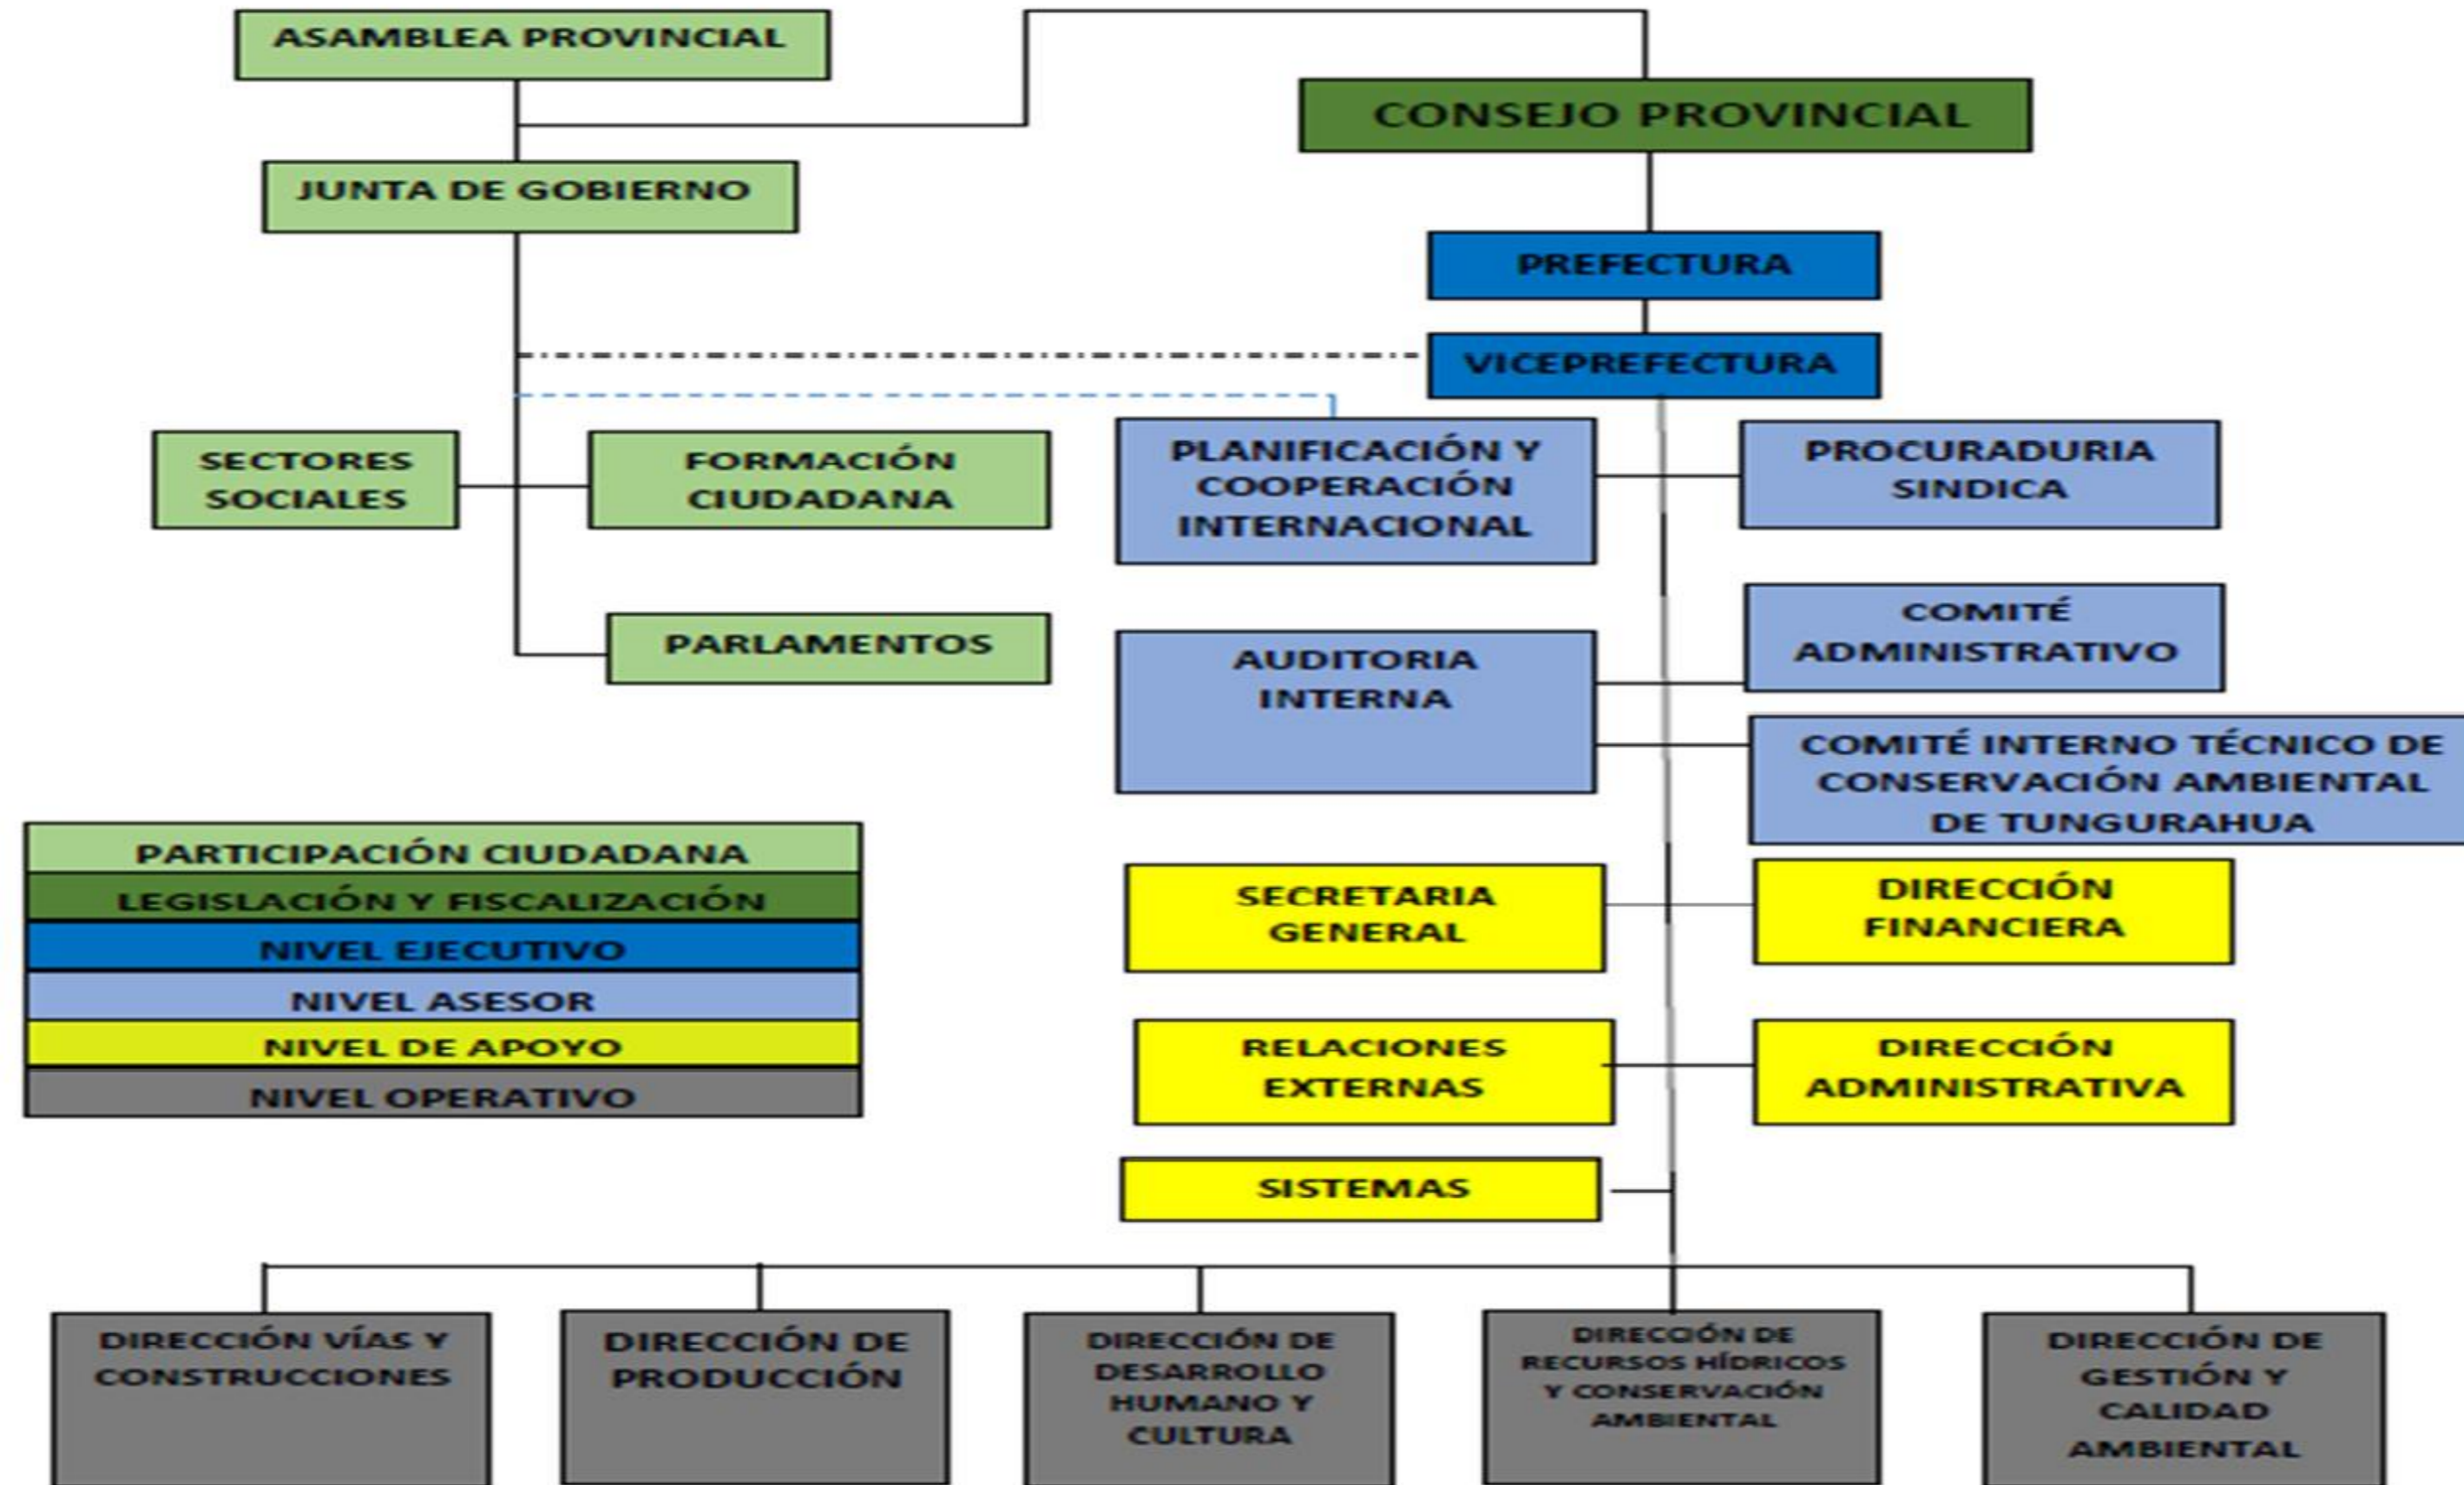 ASAMBLEA PROVINCIAL
CONSEJO PROVINCIAL
JUNTA DE GOBIERNO
PREFECTURA
VICEPREFECTURA
SECTORES
SOCIALES
FORMACIÓN
CIUDADANA
PLANIFICACIÓN Y
COOPERACIÓN
INTERNACIONAL
PROCURADURIA
SINDICA
PARLAMENTOS
AUDITORIA
INTERNA
COMITÉ
ADMINISTRATIVO
COMITÉ INTERNO TÉCNICO DE
CONSERVACIÓN AMBIENTAL
DE TUNGURAHUA
PARTICIPACIÓN CIUDADANA
LEGISLACIÓN Y FISCALIZACIÓN
NIVEL EJECUTIVO
NIVEL ASESOR
NIVEL DE APOYO
NIVEL OPERATIVO
SECRETARIA
GENERAL
DIRECCIÓN
FINANCIERA
RELACIONES
EXTERNAS
DIRECCIÓN
ADMINISTRATIVA
SISTEMAS
DIRECCIÓN VÍAS Y
CONSTRUCCIONES
DIRECCIÓN DE
PRODUCCIÓN
DIRECCIÓN DE
DESARROLLO
HUMANO Y
CULTURA
DIRECCIÓN DE
RECURSOS HÍDRICOS
Y CONSERVACIÓN
AMBIENTAL
DIRECCIÓN DE
GESTIÓN Y
CALIDAD
AMBIENTAL